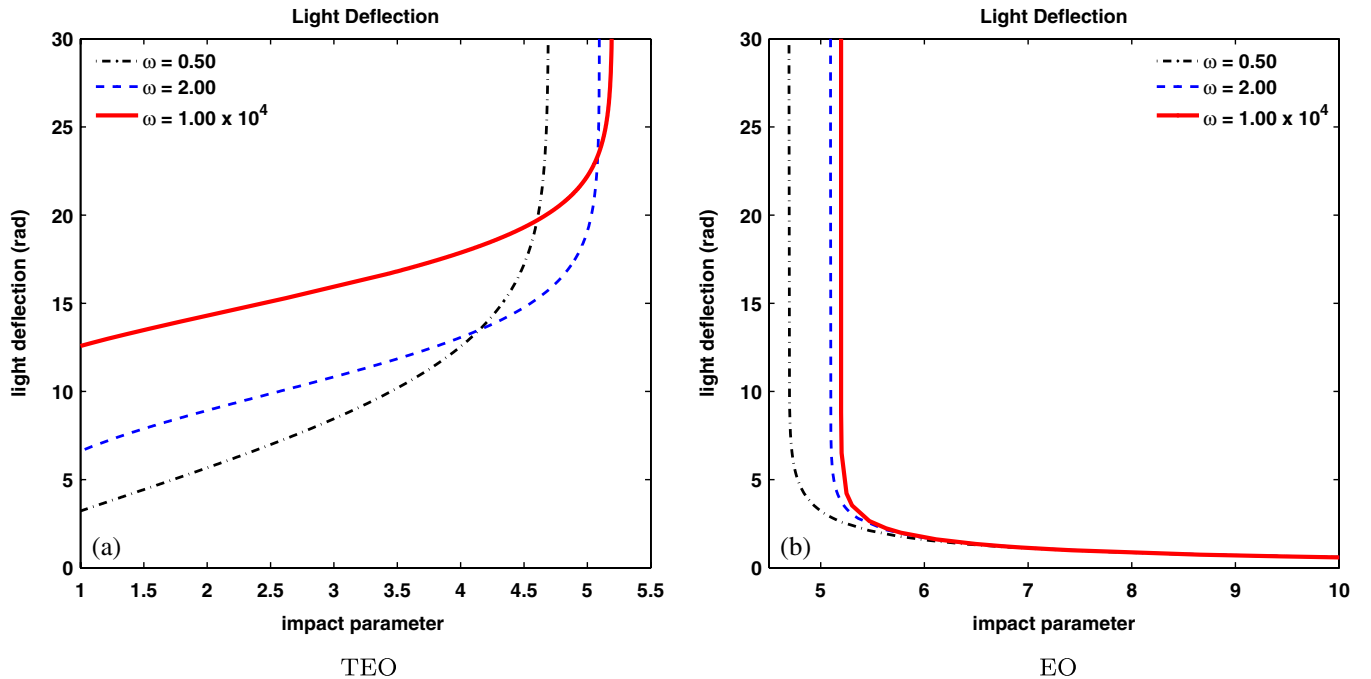 Light Deflection
30
25
20
15
10
5
0
light deflection (rad)
ω = 0.50
ω = 2.00
ω = 1.00 x 10⁴
(a)
1 1.5 2 2.5 3 3.5 4 4.5 5 5.5
impact parameter
TEO
Light Deflection
30
25
20
15
10
5
0
light deflection (rad)
ω = 0.50
ω = 2.00
ω = 1.00 x 10⁴
(b)
5 6 7 8 9 10
impact parameter
EO